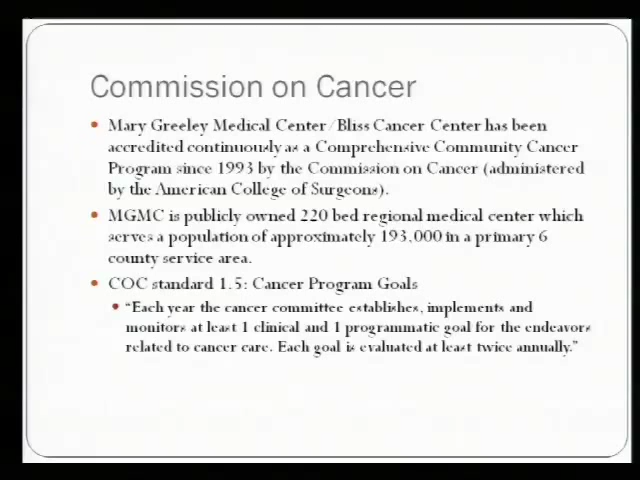 Commission on Cancer
• Mary Greeley Medical Center/Bliss Cancer Center has been
accredited continuously as a Comprehensive Community Cancer
Program since 1993 by the Commission on Cancer (administered
by the American College of Surgeons).
• MGMC is publicly owned 220 bed regional medical center which
serves a population of approximately 193,000 in a primary 6
county service area.
• COC standard 1.5: Cancer Program Goals
• “Each year the cancer committee establishes, implements and
monitors at least 1 clinical and 1 programmatic goal for the endeavors
related to cancer care. Each goal is evaluated at least twice annually.”